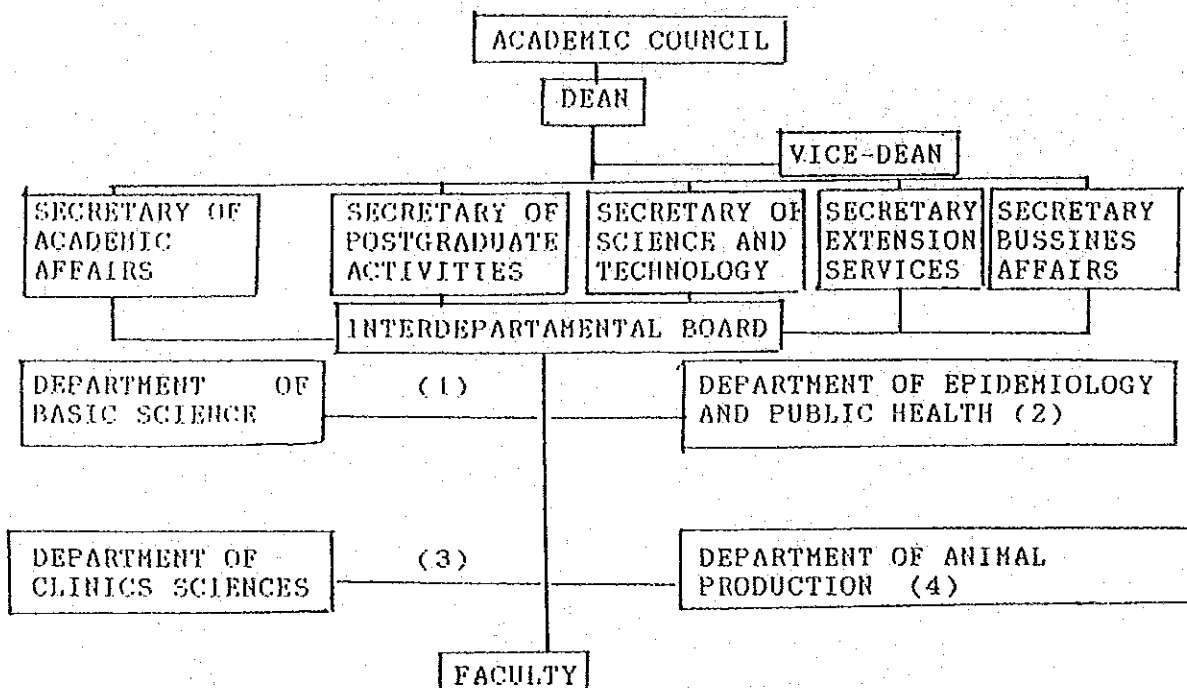 ACADEMIC COUNCIL
DEAN
VICE-DEAN
SECRETARY OF
ACADEMIC
AFFAIRS
SECRETARY OF
POSTGRADUATE
ACTIVITIES
SECRETARY OF
SCIENCE AND
TECHNOLOGY
SECRETARY
EXTENSION
SERVICES
SECRETARY
BUSSINES
AFFAIRS
INTERDEPARTAMENTAL BOARD
DEPARTMENT OF (1)
BASIC SCIENCE
DEPARTMENT OF EPIDEMIOLOGY
AND PUBLIC HEALTH (2)
DEPARTMENT OF (3)
CLINICS SCIENCES
DEPARTMENT OF ANIMAL
PRODUCTION (4)
FACULTY